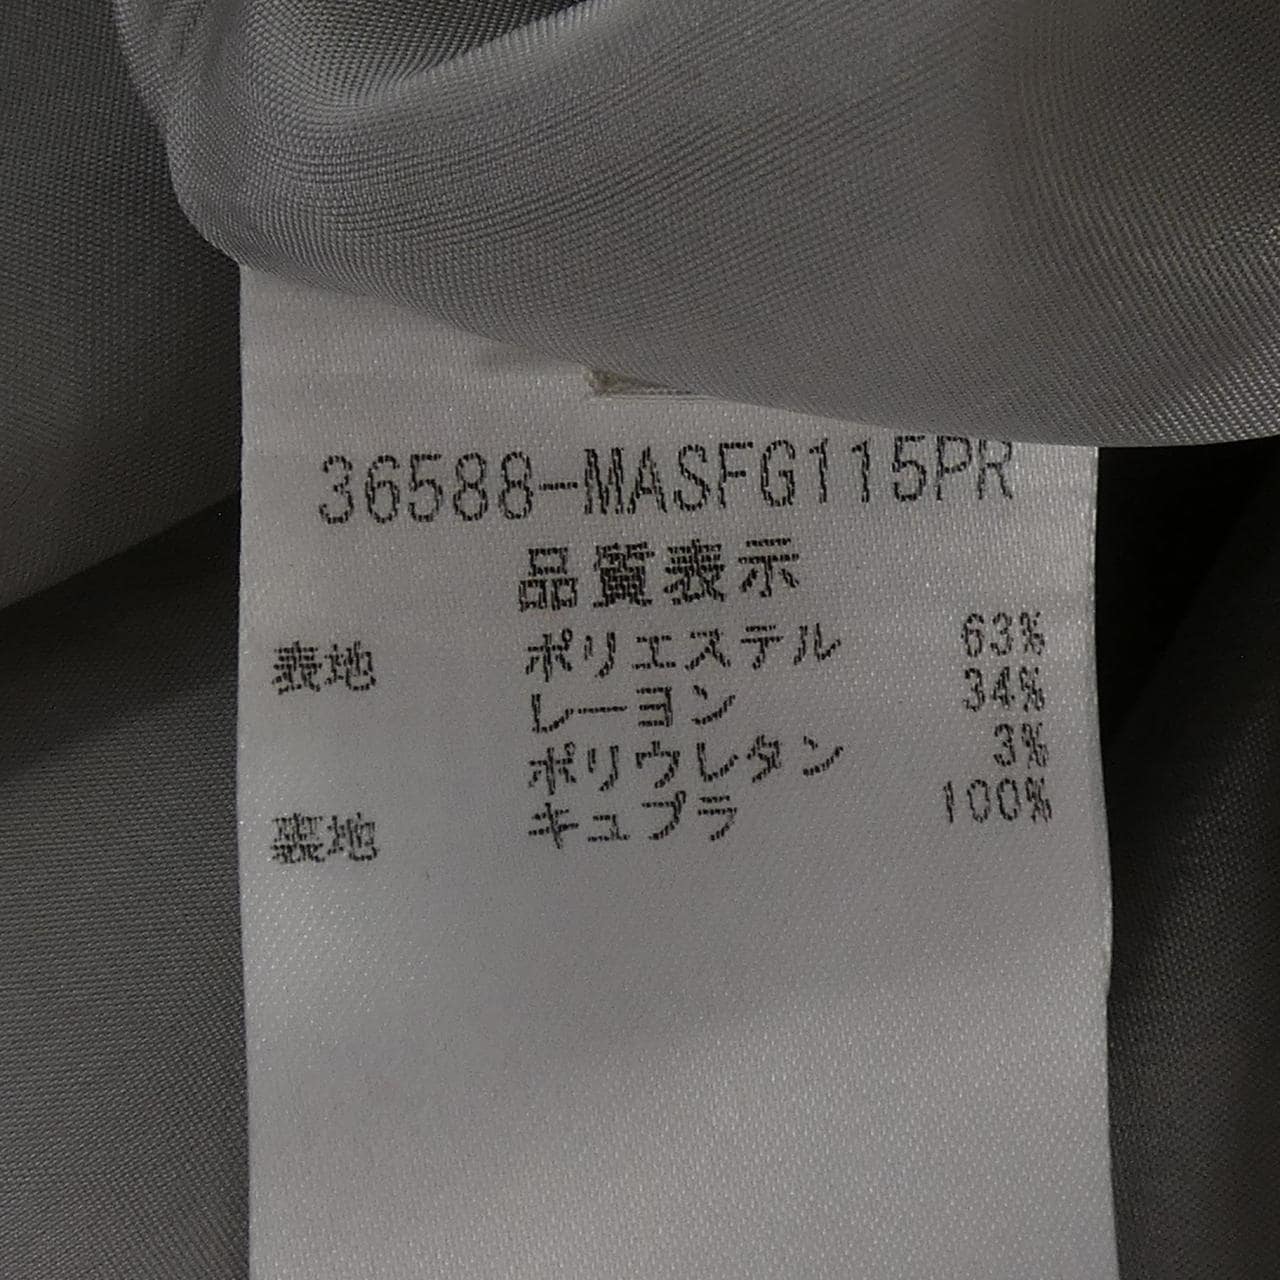 36588-MASFG115PR
品質表示
表地 ポリエステル 63%
レーヨン 34%
ポリウレタン 3%
裏地 キュプラ 100%